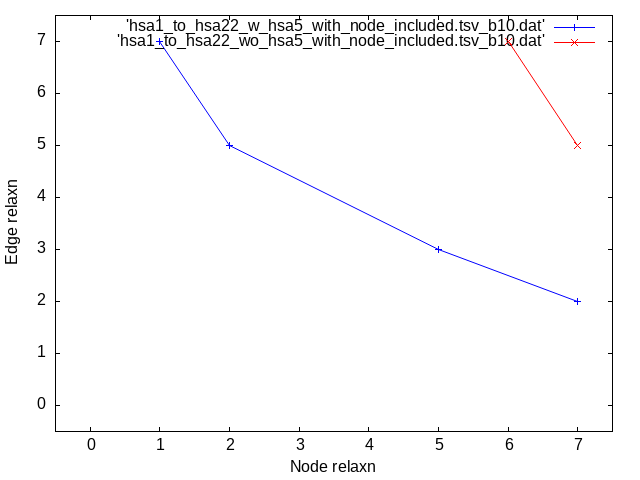 'hsa1_to_hsa22_w_hsa5_with_node_included.tsv_b10.dat'
'hsa1_to_hsa22_wo_hsa5_with_node_included.tsv_b10.dat'
7
6
5
4
3
2
1
0
Edge relaxn
0 1 2 3 4 5 6 7
Node relaxn